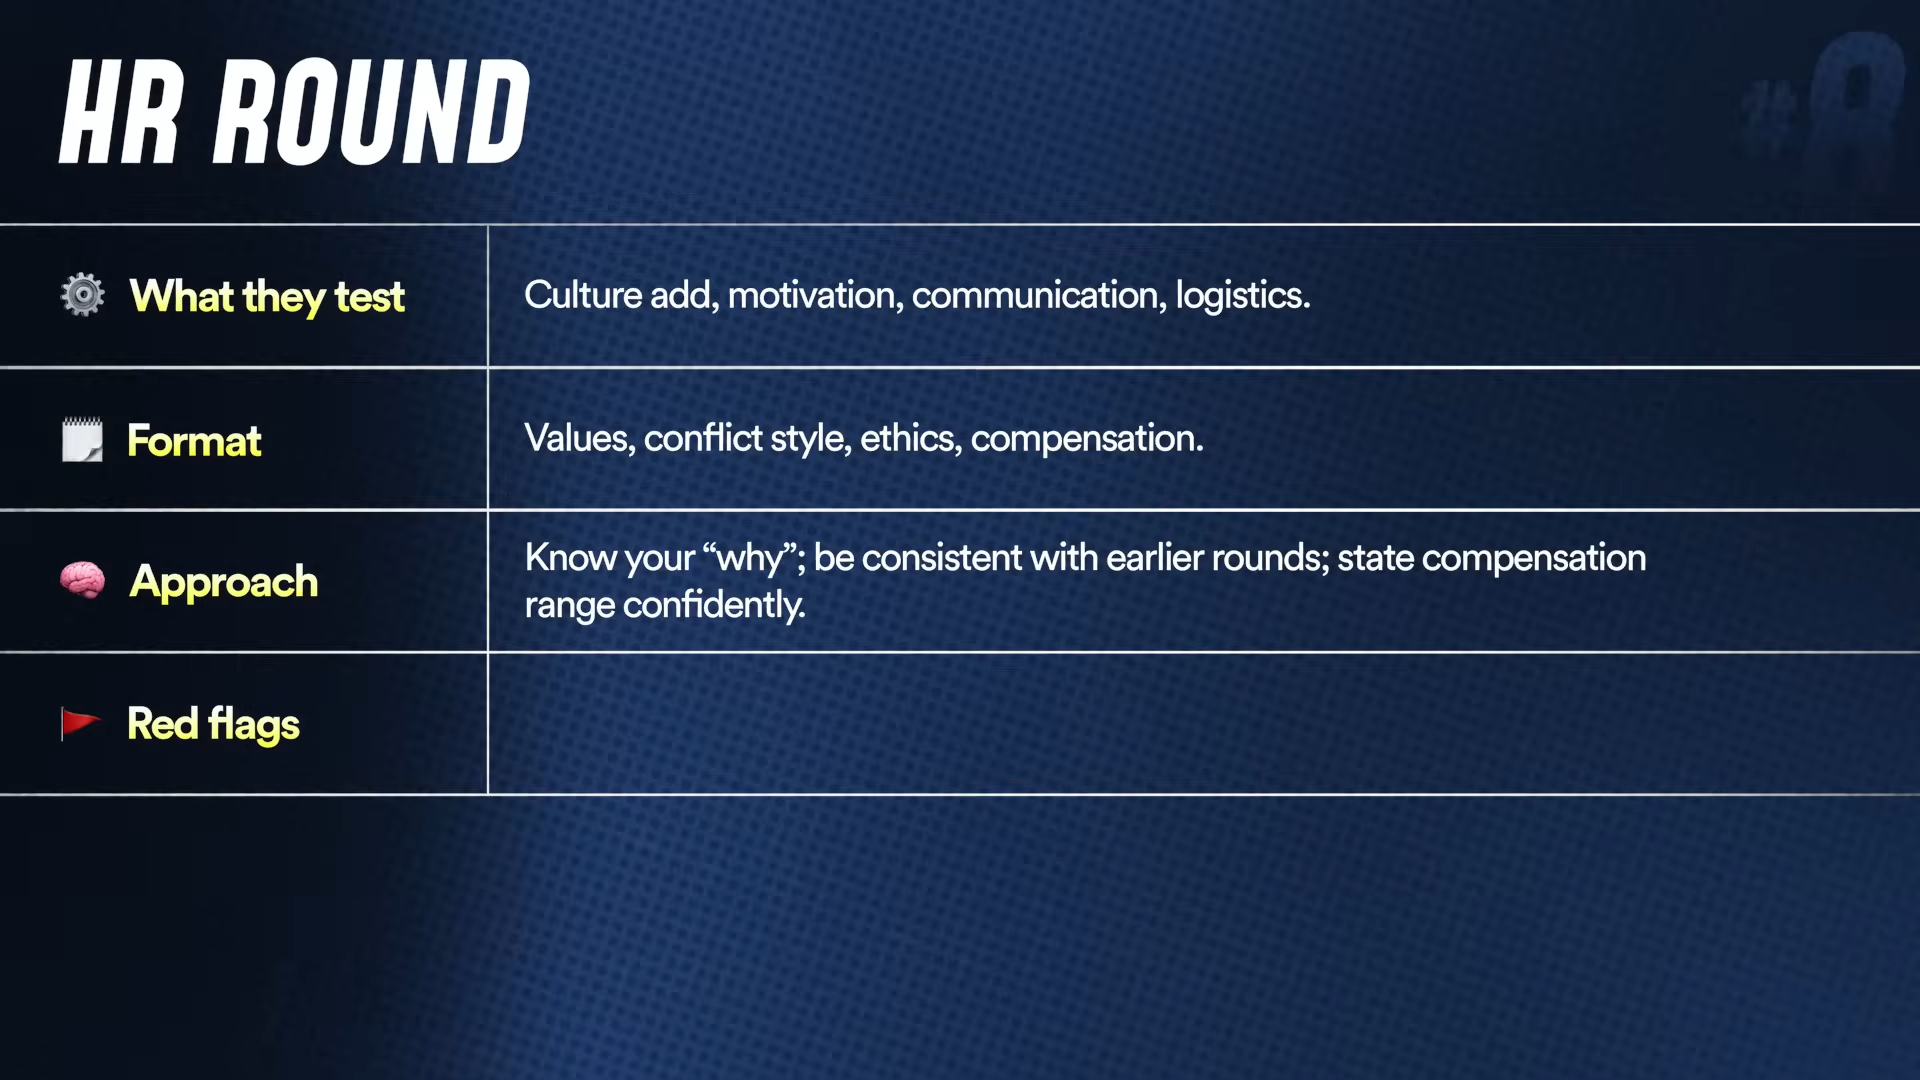 HR ROUND
#8
What they test
Culture add, motivation, communication, logistics.
Format
Values, conflict style, ethics, compensation.
Approach
Know your “why”; be consistent with earlier rounds; state compensation
range confidently.
Red flags